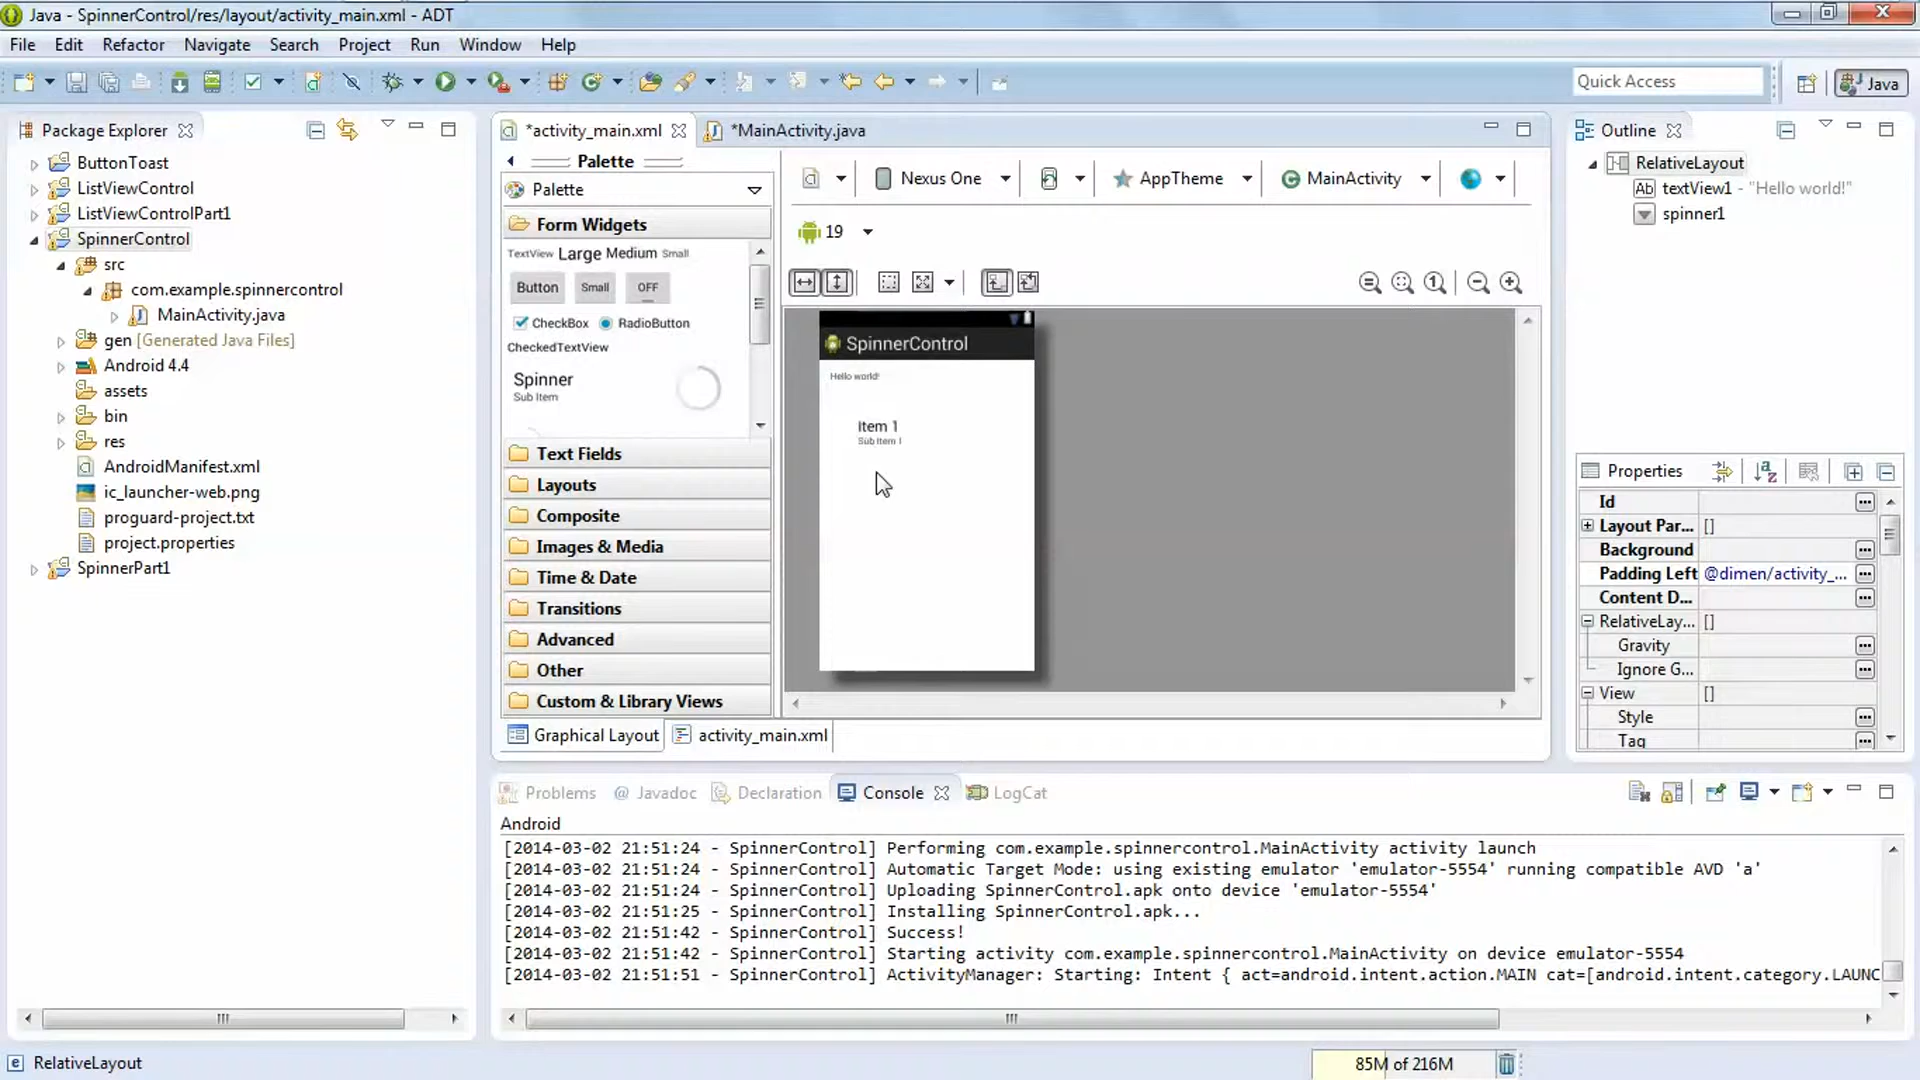 Java - SpinnerControl/res/layout/activity_main.xml - ADT
File Edit Refactor Navigate Search Project Run Window Help
Quick Access
Java
Package Explorer
ButtonToast
ListViewControl
ListViewControlPart1
SpinnerControl
src
com.example.spinnercontrol
MainActivity.java
gen [Generated Java Files]
Android 4.4
assets
bin
res
AndroidManifest.xml
ic_launcher-web.png
proguard-project.txt
project.properties
SpinnerPart1
*activity_main.xml
*MainActivity.java
Palette
Palette
Form Widgets
TextView Large Medium Small
Button Small OFF
CheckBox RadioButton
CheckedTextView
Spinner
Sub Item
Text Fields
Layouts
Composite
Images & Media
Time & Date
Transitions
Advanced
Other
Custom & Library Views
Nexus One
AppTheme
MainActivity
19
SpinnerControl
Hello world!
Item 1
Sub Item 1
Graphical Layout
activity_main.xml
Outline
RelativeLayout
Ab textView1 - "Hello world!"
spinner1
Properties
Id
Layout Par... []
Background
Padding Left @dimen/activity_...
Content D...
RelativeLay... []
Gravity
Ignore G...
View []
Style
Tag
Problems @ Javadoc Declaration Console LogCat
Android
[2014-03-02 21:51:24 - SpinnerControl] Performing com.example.spinnercontrol.MainActivity activity launch
[2014-03-02 21:51:24 - SpinnerControl] Automatic Target Mode: using existing emulator 'emulator-5554' running compatible AVD 'a'
[2014-03-02 21:51:24 - SpinnerControl] Uploading SpinnerControl.apk onto device 'emulator-5554'
[2014-03-02 21:51:25 - SpinnerControl] Installing SpinnerControl.apk...
[2014-03-02 21:51:42 - SpinnerControl] Success!
[2014-03-02 21:51:42 - SpinnerControl] Starting activity com.example.spinnercontrol.MainActivity on device emulator-5554
[2014-03-02 21:51:51 - SpinnerControl] ActivityManager: Starting: Intent { act=android.intent.action.MAIN cat=[android.intent.category.LAUNC
RelativeLayout
85M of 216M